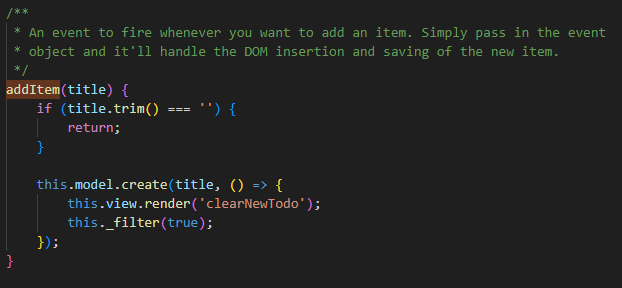 /**
 * An event to fire whenever you want to add an item. Simply pass in the event
 * object and it'll handle the DOM insertion and saving of the new item.
 */
addItem(title) {
    if (title.trim() === '') {
        return;
    }

    this.model.create(title, () => {
        this.view.render('clearNewTodo');
        this._filter(true);
    });
}